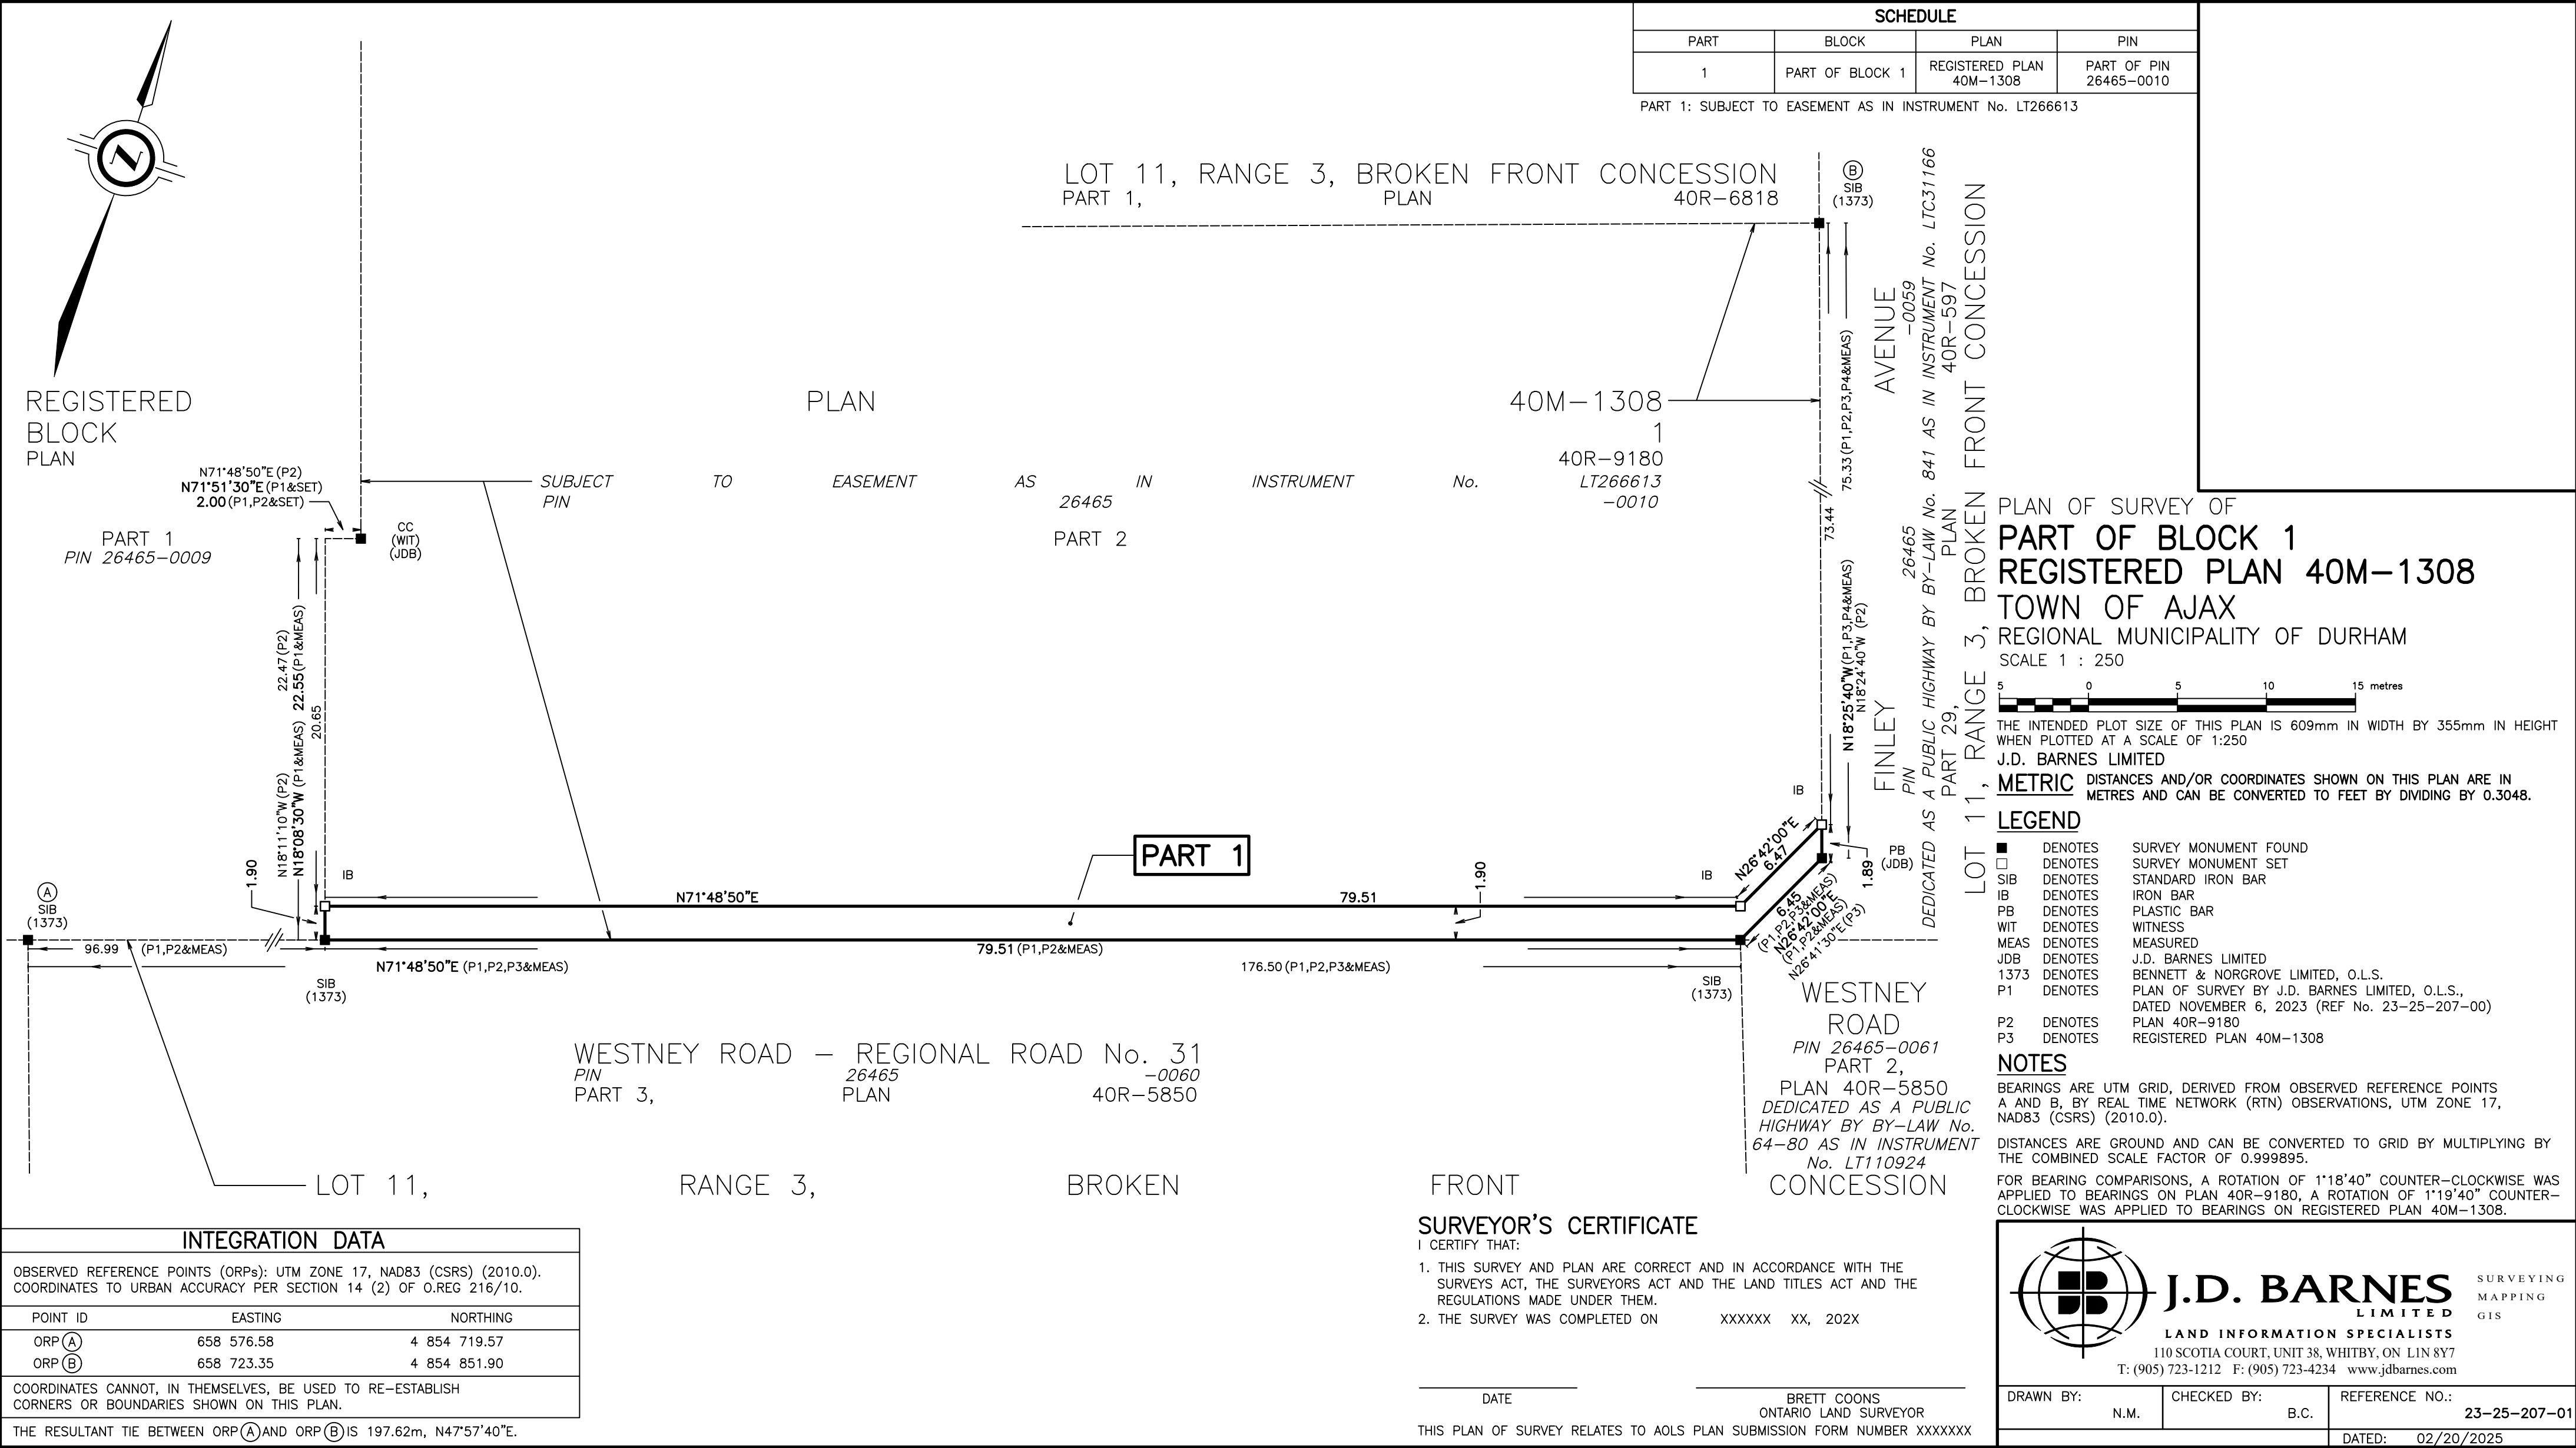 SCHEDULE
PART BLOCK PLAN PIN
1 PART OF BLOCK 1 REGISTERED PLAN 40M-1308 PART OF PIN 26465-0010
PART 1: SUBJECT TO EASEMENT AS IN INSTRUMENT No. LT266613
N
LOT 11, RANGE 3, BROKEN FRONT CONCESSION
PART 1, PLAN 40R-6818
B
SIB
(1373)
REGISTERED PLAN 40M-1308
BLOCK 1
PLAN 40R-9180
N71°48'50"E (P2)
N71°51'30"E (P1&SET)
2.00 (P1,P2&SET)
SUBJECT TO EASEMENT AS IN INSTRUMENT No. LT266613
PIN 26465 -0010
CC
(WIT)
(JDB)
PART 1
PIN 26465-0009
PART 2
22.47 (P2)
22.55 (P1&MEAS)
20.65
N18°11'10"W (P2)
N18°08'30"W (P1&MEAS)
1.90
IB
A
SIB
(1373)
96.99 (P1,P2&MEAS)
N71°48'50"E
79.51
1.90
PART 1
N71°48'50"E (P1,P2,P3&MEAS)
79.51 (P1,P2&MEAS)
176.50 (P1,P2,P3&MEAS)
SIB
(1373)
SIB
(1373)
IB
IB
N26°42'00"E
6.47
6.45
(P1,P2,P3&MEAS)
N26°42'00"E
(P1,P2&MEAS)
N26°41'30"E (P3)
PB
(JDB)
1.89
75.33 (P1,P2,P3,P4&MEAS)
73.44
N18°25'40"W (P1,P3,P4&MEAS)
N18°24'40"W (P2)
FINLEY AVENUE
PIN 26465 -0059
DEDICATED AS A PUBLIC HIGHWAY BY BY-LAW No. 841 AS IN INSTRUMENT No. LTC31166
PART 29, PLAN 40R-597
LOT 11, RANGE 3, BROKEN FRONT CONCESSION
WESTNEY ROAD - REGIONAL ROAD No. 31
PIN 26465 -0060
PART 3, PLAN 40R-5850
WESTNEY
ROAD
PIN 26465-0061
PART 2,
PLAN 40R-5850
DEDICATED AS A PUBLIC
HIGHWAY BY BY-LAW No.
64-80 AS IN INSTRUMENT
No. LT110924
LOT 11, RANGE 3, BROKEN FRONT CONCESSION
INTEGRATION DATA
OBSERVED REFERENCE POINTS (ORPs): UTM ZONE 17, NAD83 (CSRS) (2010.0).
COORDINATES TO URBAN ACCURACY PER SECTION 14 (2) OF O.REG 216/10.
POINT ID EASTING NORTHING
ORP A 658 576.58 4 854 719.57
ORP B 658 723.35 4 854 851.90
COORDINATES CANNOT, IN THEMSELVES, BE USED TO RE-ESTABLISH
CORNERS OR BOUNDARIES SHOWN ON THIS PLAN.
THE RESULTANT TIE BETWEEN ORP A AND ORP B IS 197.62m, N47°57'40"E.
SURVEYOR'S CERTIFICATE
I CERTIFY THAT:
1. THIS SURVEY AND PLAN ARE CORRECT AND IN ACCORDANCE WITH THE
SURVEYS ACT, THE SURVEYORS ACT AND THE LAND TITLES ACT AND THE
REGULATIONS MADE UNDER THEM.
2. THE SURVEY WAS COMPLETED ON XXXXXX XX, 202X
DATE
BRETT COONS
ONTARIO LAND SURVEYOR
THIS PLAN OF SURVEY RELATES TO AOLS PLAN SUBMISSION FORM NUMBER XXXXXXX
PLAN OF SURVEY OF
PART OF BLOCK 1
REGISTERED PLAN 40M-1308
TOWN OF AJAX
REGIONAL MUNICIPALITY OF DURHAM
SCALE 1 : 250
5 0 5 10 15 metres
THE INTENDED PLOT SIZE OF THIS PLAN IS 609mm IN WIDTH BY 355mm IN HEIGHT
WHEN PLOTTED AT A SCALE OF 1:250
J.D. BARNES LIMITED
METRIC DISTANCES AND/OR COORDINATES SHOWN ON THIS PLAN ARE IN
METRES AND CAN BE CONVERTED TO FEET BY DIVIDING BY 0.3048.
LEGEND
■ DENOTES SURVEY MONUMENT FOUND
□ DENOTES SURVEY MONUMENT SET
SIB DENOTES STANDARD IRON BAR
IB DENOTES IRON BAR
PB DENOTES PLASTIC BAR
WIT DENOTES WITNESS
MEAS DENOTES MEASURED
JDB DENOTES J.D. BARNES LIMITED
1373 DENOTES BENNETT & NORGROVE LIMITED, O.L.S.
P1 DENOTES PLAN OF SURVEY BY J.D. BARNES LIMITED, O.L.S.,
DATED NOVEMBER 6, 2023 (REF No. 23-25-207-00)
P2 DENOTES PLAN 40R-9180
P3 DENOTES REGISTERED PLAN 40M-1308
NOTES
BEARINGS ARE UTM GRID, DERIVED FROM OBSERVED REFERENCE POINTS
A AND B, BY REAL TIME NETWORK (RTN) OBSERVATIONS, UTM ZONE 17,
NAD83 (CSRS) (2010.0).
DISTANCES ARE GROUND AND CAN BE CONVERTED TO GRID BY MULTIPLYING BY
THE COMBINED SCALE FACTOR OF 0.999895.
FOR BEARING COMPARISONS, A ROTATION OF 1°18'40" COUNTER-CLOCKWISE WAS
APPLIED TO BEARINGS ON PLAN 40R-9180, A ROTATION OF 1°19'40" COUNTER-
CLOCKWISE WAS APPLIED TO BEARINGS ON REGISTERED PLAN 40M-1308.
J.D. BARNES
LIMITED
SURVEYING
MAPPING
GIS
LAND INFORMATION SPECIALISTS
110 SCOTIA COURT, UNIT 38, WHITBY, ON L1N 8Y7
T: (905) 723-1212 F: (905) 723-4234 www.jdbarnes.com
DRAWN BY: N.M.
CHECKED BY: B.C.
REFERENCE NO.: 23-25-207-01
DATED: 02/20/2025